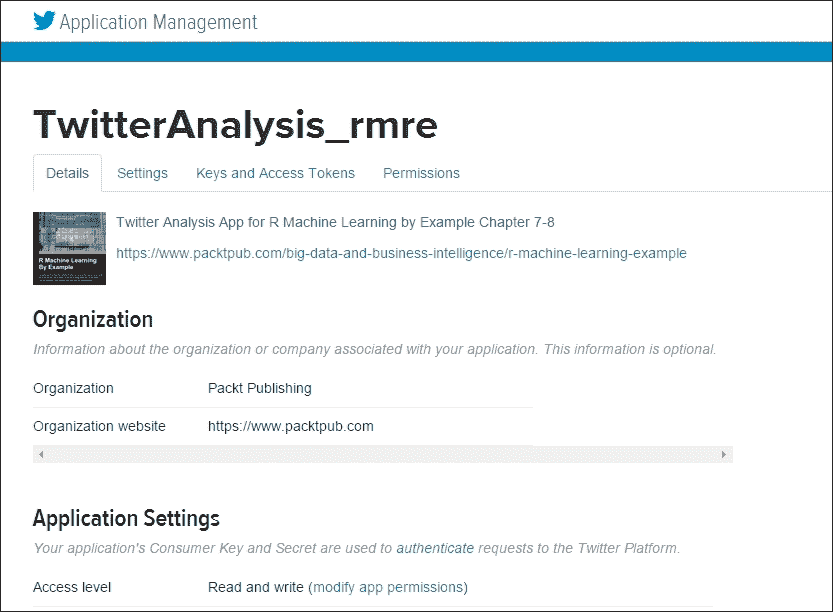 Application Management
TwitterAnalysis_rmre
Details Settings Keys and Access Tokens Permissions
Twitter Analysis App for R Machine Learning by Example Chapter 7-8
https://www.packtpub.com/big-data-and-business-intelligence/r-machine-learning-example
R Machine Learning
By Example
Organization
Information about the organization or company associated with your application. This information is optional.
Organization Packt Publishing
Organization website https://www.packtpub.com
Application Settings
Your application's Consumer Key and Secret are used to authenticate requests to the Twitter Platform.
Access level Read and write (modify app permissions)